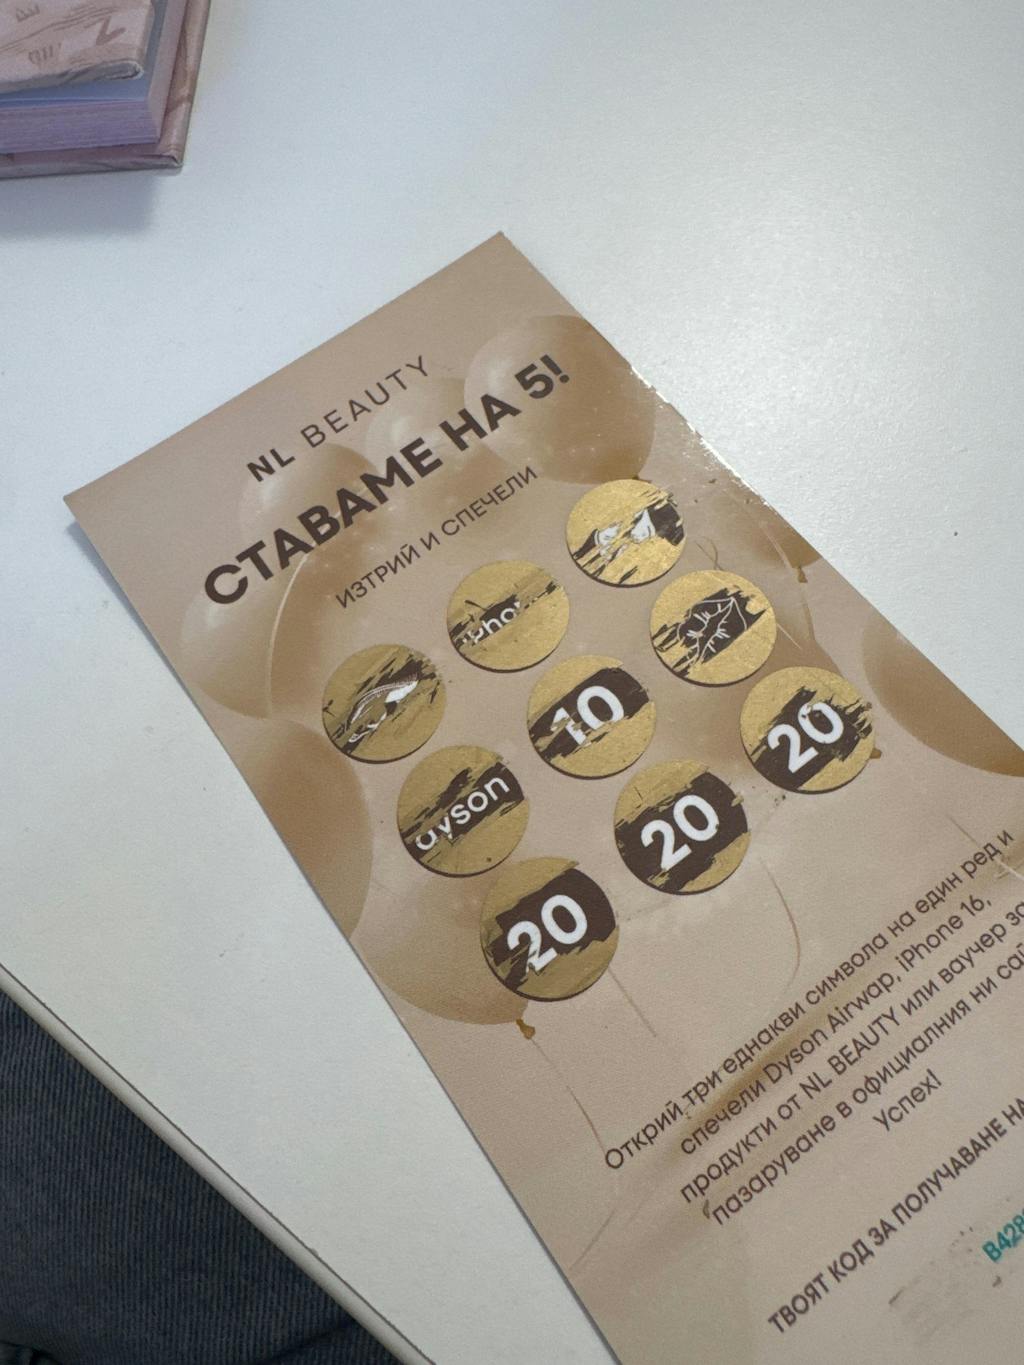 NL BEAUTY
СТАВАМЕ НА 5!
ИЗТРИЙ И СПЕЧЕЛИ
dyson 10
20 20 20
Открий три еднакви символа на един ред и
спечели Dyson Airwap, iPhone 16,
продукти от NL BEAUTY или ваучер за
пазаруване в официалния ни
Успех!
ТВОЯТ КОД ЗА ПОЛУЧАВАНЕ НА